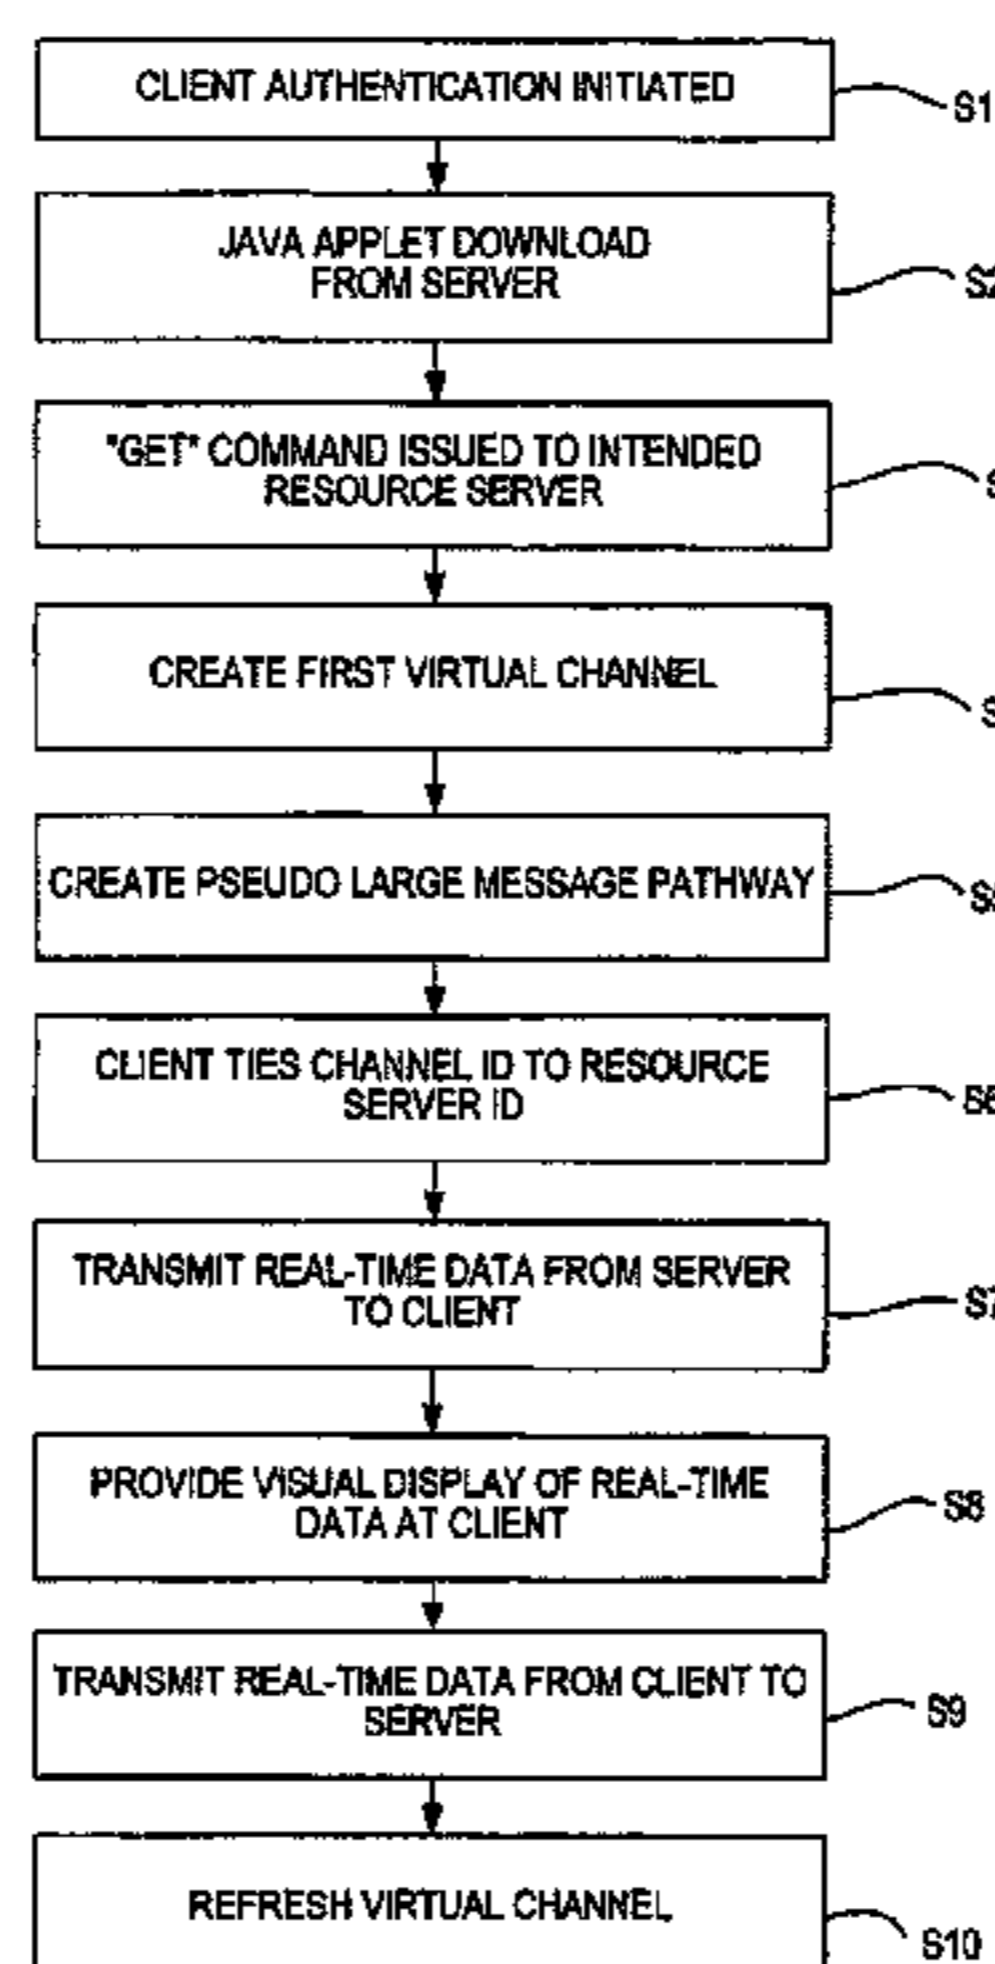 CLIENT AUTHENTICATION INITIATED
S1
JAVA APPLET DOWNLOAD
FROM SERVER
S2
"GET" COMMAND ISSUED TO INTENDED
RESOURCE SERVER
S
CREATE FIRST VIRTUAL CHANNEL
S
CREATE PSEUDO LARGE MESSAGE PATHWAY
S
CLIENT TIES CHANNEL ID TO RESOURCE
SERVER ID
S6
TRANSMIT REAL-TIME DATA FROM SERVER
TO CLIENT
S7
PROVIDE VISUAL DISPLAY OF REAL-TIME
DATA AT CLIENT
S8
TRANSMIT REAL-TIME DATA FROM CLIENT TO
SERVER
S9
REFRESH VIRTUAL CHANNEL
S10